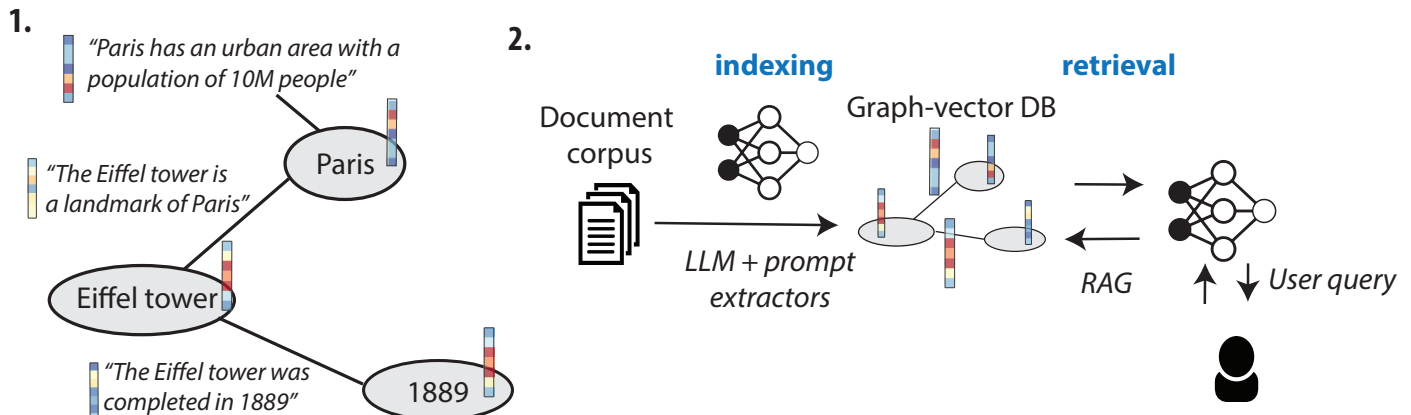 1.
“Paris has an urban area with a
population of 10M people”
Paris
“The Eiffel tower is
a landmark of Paris”
Eiffel tower
“The Eiffel tower was
completed in 1889”
1889
2.
indexing
retrieval
Document
corpus
Graph-vector DB
LLM + prompt
extractors
RAG
User query